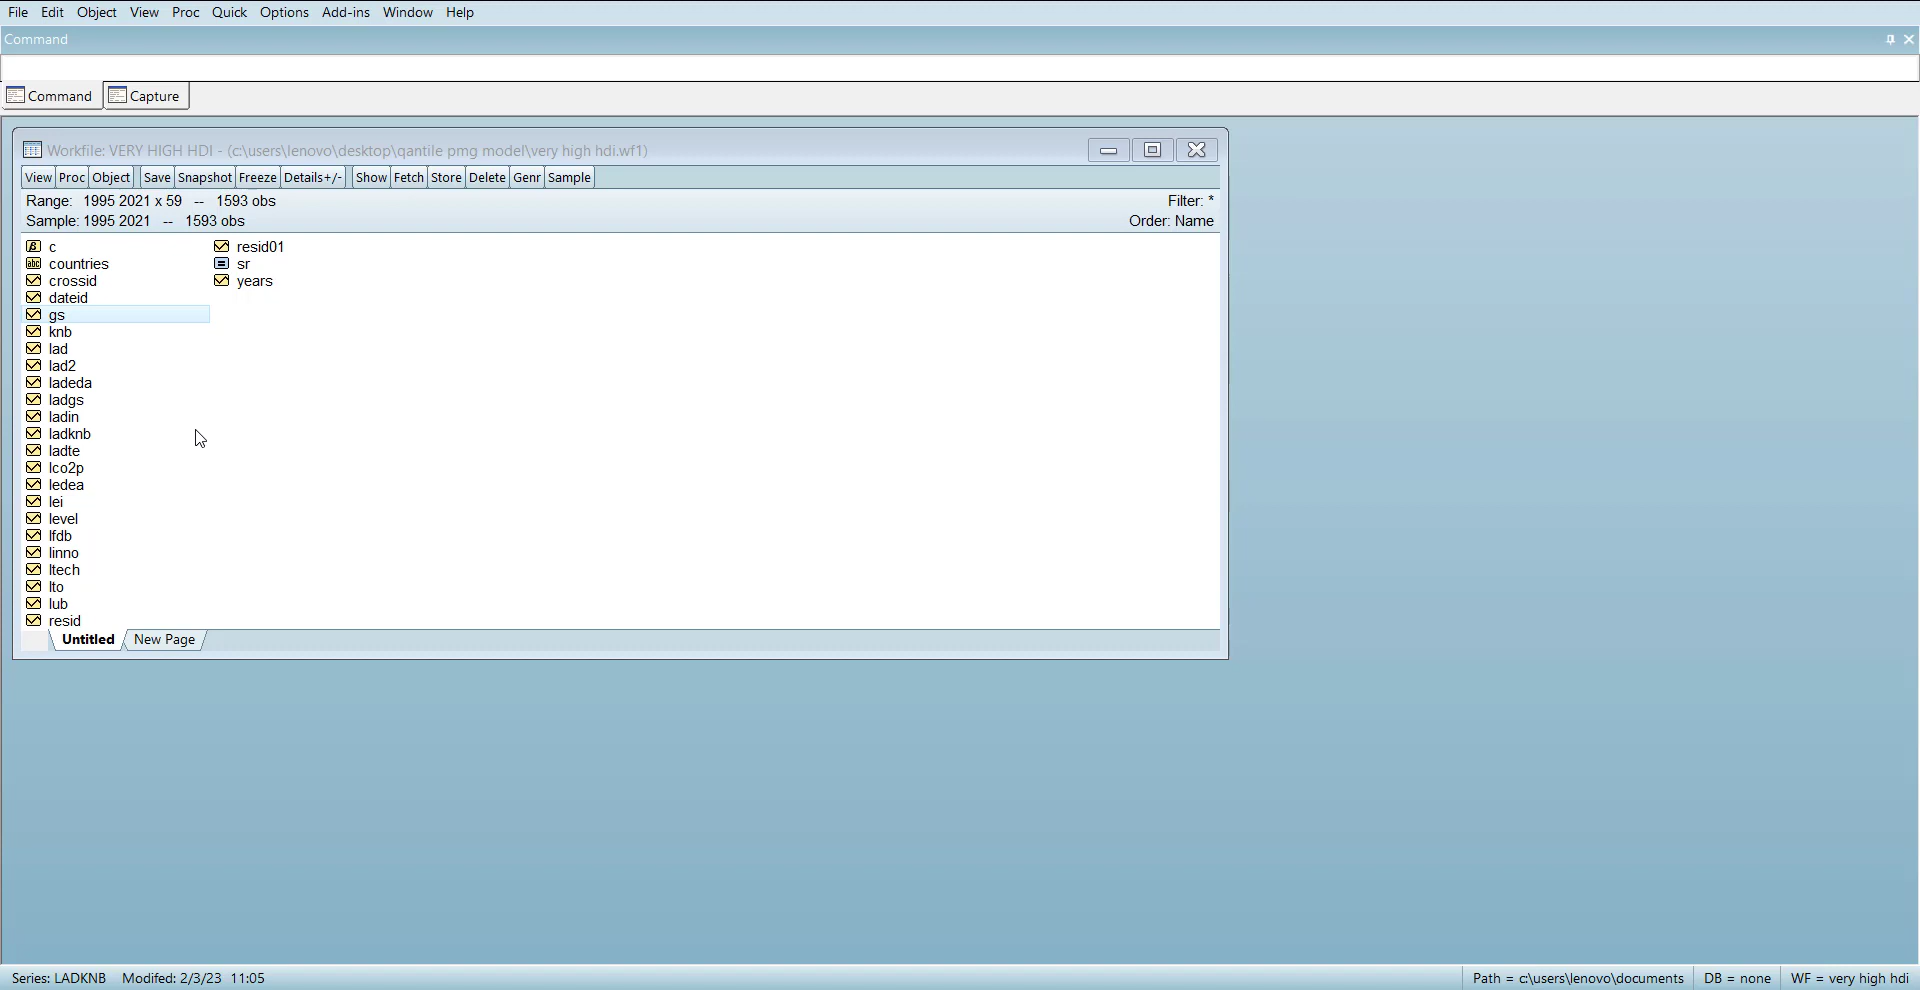 File Edit Object View Proc Quick Options Add-ins Window Help
Command
Command Capture
Workfile: VERY HIGH HDI - (c:\users\lenovo\desktop\qantile pmg model\very high hdi.wf1)
View Proc Object Save Snapshot Freeze Details+/- Show Fetch Store Delete Genr Sample
Range: 1995 2021 x 59 -- 1593 obs Filter: *
Sample: 1995 2021 -- 1593 obs Order: Name
c
countries
crossid
dateid
gs
knb
lad
lad2
ladeda
ladgs
ladin
ladknb
ladte
lco2p
ledea
lei
level
lfdb
linno
ltech
lto
lub
resid
resid01
sr
years
Untitled New Page
Series: LADKNB Modifed: 2/3/23 11:05 Path = c:\users\lenovo\documents DB = none WF = very high hdi